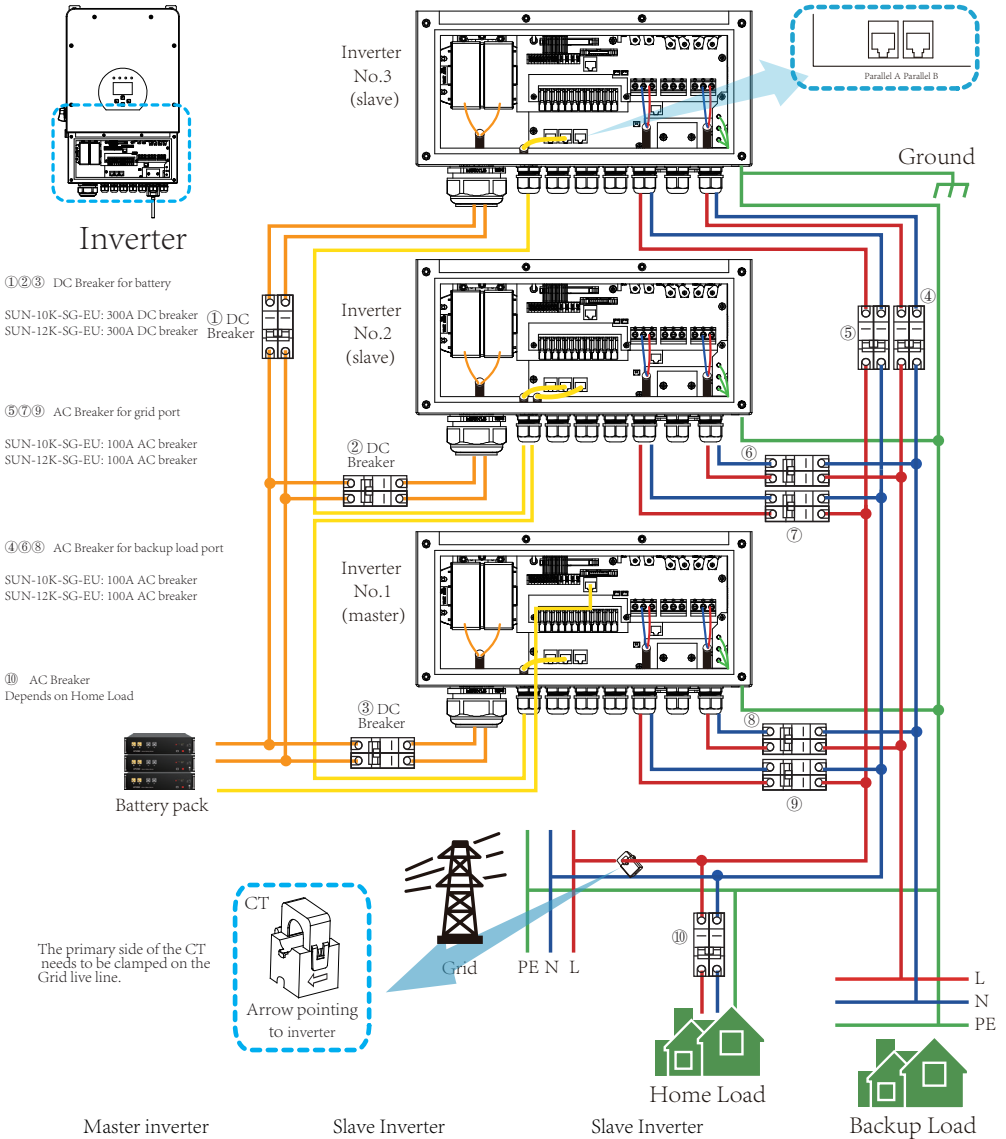 Inverter
No.3
(slave)
Parallel A Parallel B
Ground
Inverter
①②③ DC Breaker for battery
SUN-10K-SG-EU: 300A DC breaker
SUN-12K-SG-EU: 300A DC breaker
① DC
Breaker
Inverter
No.2
(slave)
④
⑤
⑤⑦⑨ AC Breaker for grid port
SUN-10K-SG-EU: 100A AC breaker
SUN-12K-SG-EU: 100A AC breaker
② DC
Breaker
⑥
⑦
④⑥⑧ AC Breaker for backup load port
SUN-10K-SG-EU: 100A AC breaker
SUN-12K-SG-EU: 100A AC breaker
Inverter
No.1
(master)
⑩ AC Breaker
Depends on Home Load
③ DC
Breaker
⑧
⑨
Battery pack
CT
The primary side of the CT
needs to be clamped on the
Grid live line.
Arrow pointing
to inverter
Grid
PE N L
⑩
L
N
PE
Home Load
Backup Load
Master inverter
Slave Inverter
Slave Inverter